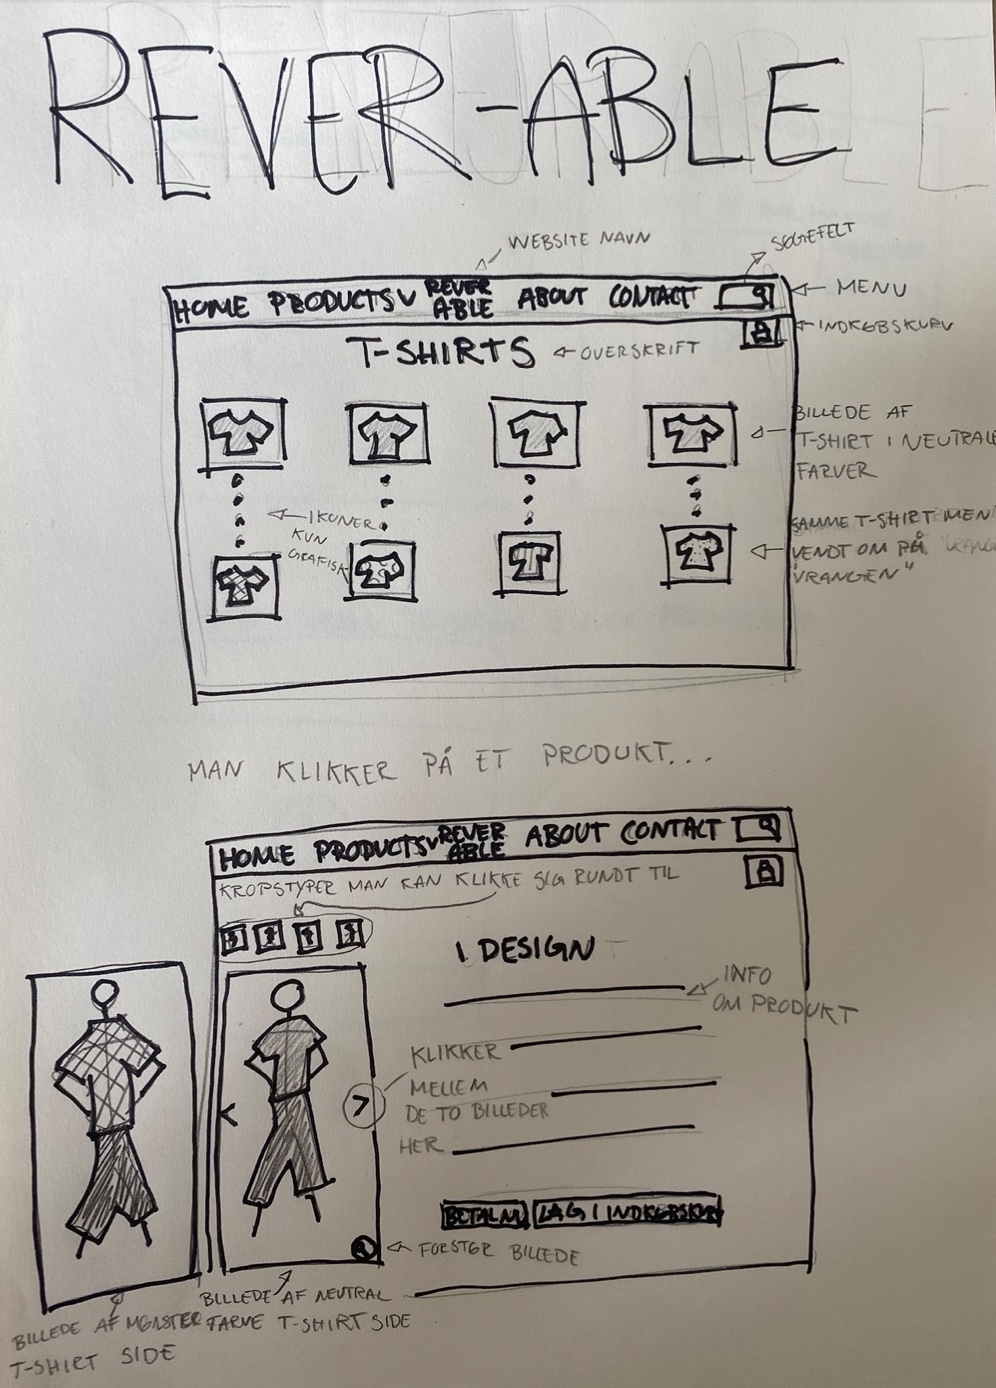 REVER-ABLE
WEBSITE NAVN
SØGEFELT
HOME PRODUCTS REVER ABLE ABOUT CONTACT
MENU
INDKØBSKURV
T-SHIRTS
OVERSKRIFT
BILLEDE AF
T-SHIRT I NEUTRALE
FARVER
IKONER
KUN
GRAFISK
SAMME T-SHIRT MEN
VENDT OM PÅ
"VRANGEN"
MAN KLIKKER PÅ ET PRODUKT...
HOME PRODUCTS REVER ABLE ABOUT CONTACT
KROPSTYPER MAN KAN KLIKKE SIG RUNDT TIL
1. DESIGN
INFO
OM PRODUKT
KLIKKER
MELLEM
DE TO BILLEDER
HER
BETAL NU
LÆG I INDKØBSKURV
FORSTØR BILLEDE
BILLEDE AF NEUTRAL
FARVE T-SHIRT SIDE
BILLEDE AF MØNSTER
T-SHIRT SIDE